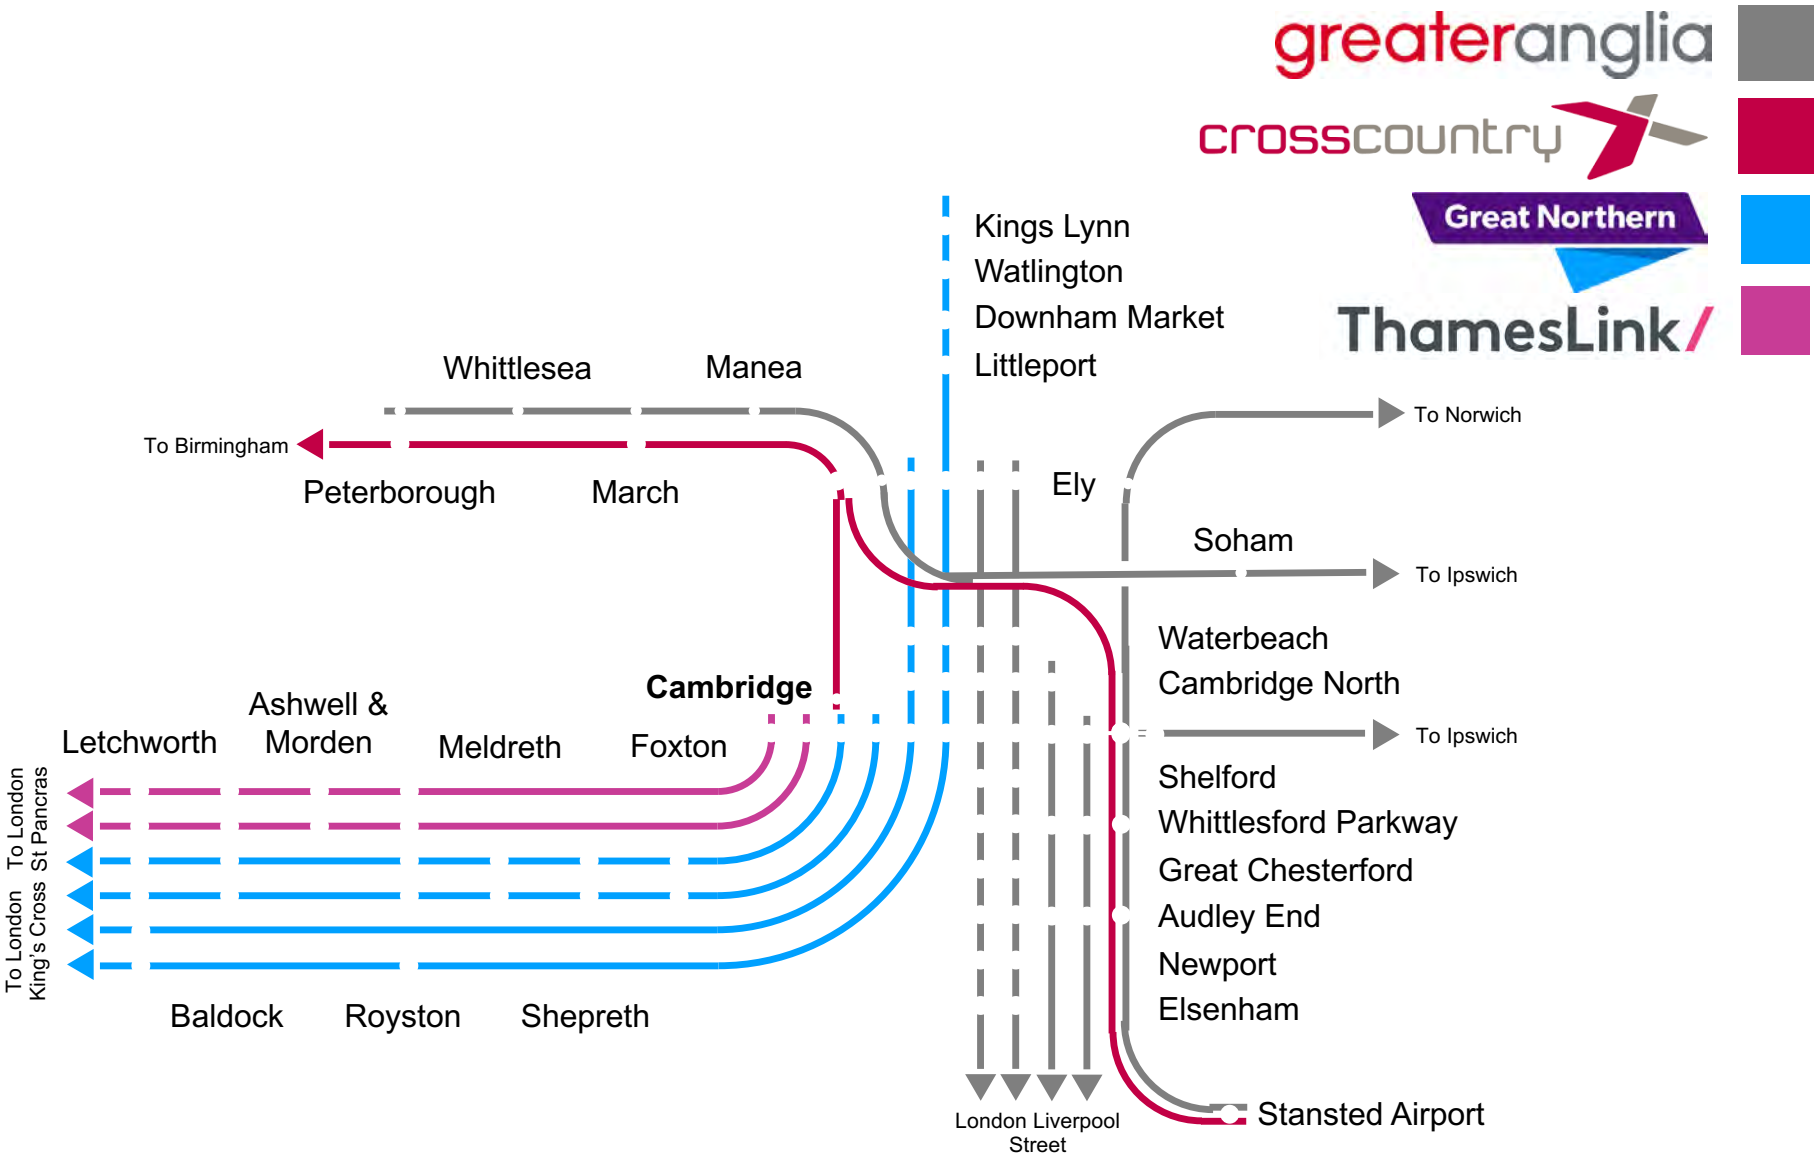 greateranglia
crosscountry
Great Northern
ThamesLink/
Kings Lynn
Watlington
Downham Market
Littleport
Whittlesea
Manea
To Norwich
To Birmingham
Peterborough
March
Ely
Soham
To Ipswich
Waterbeach
Cambridge North
Cambridge
Ashwell &
Morden
Letchworth
Meldreth
Foxton
To Ipswich
Shelford
Whittlesford Parkway
Great Chesterford
Audley End
Newport
Elsenham
To London
St Pancras
To London
King's Cross
Baldock
Royston
Shepreth
London Liverpool
Street
Stansted Airport